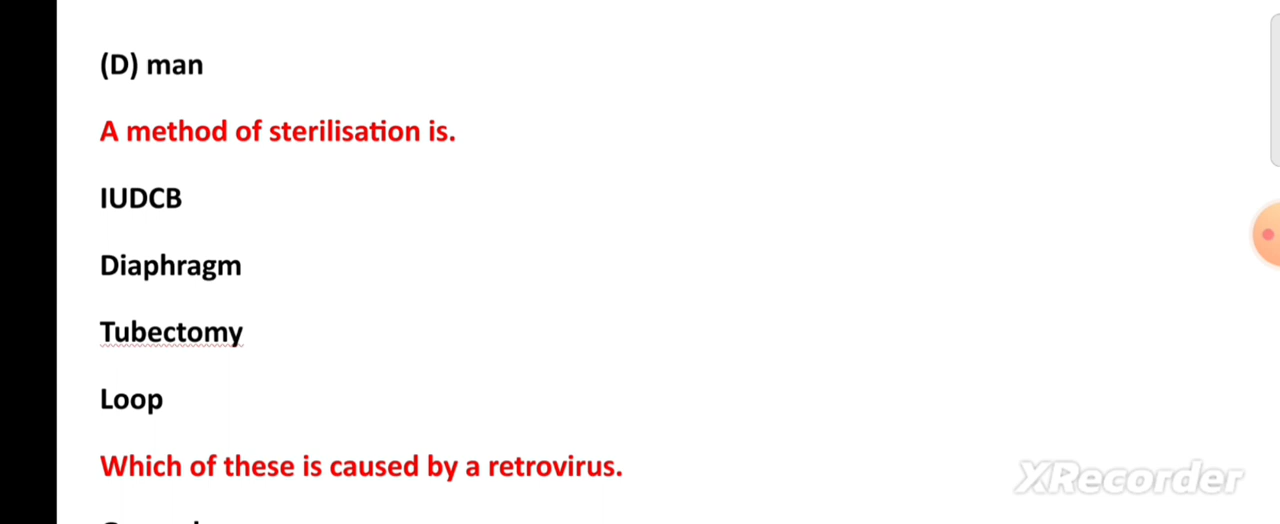 (D) man
A method of sterilisation is.
IUDCB
Diaphragm
Tubectomy
Loop
Which of these is caused by a retrovirus.
XRecorder